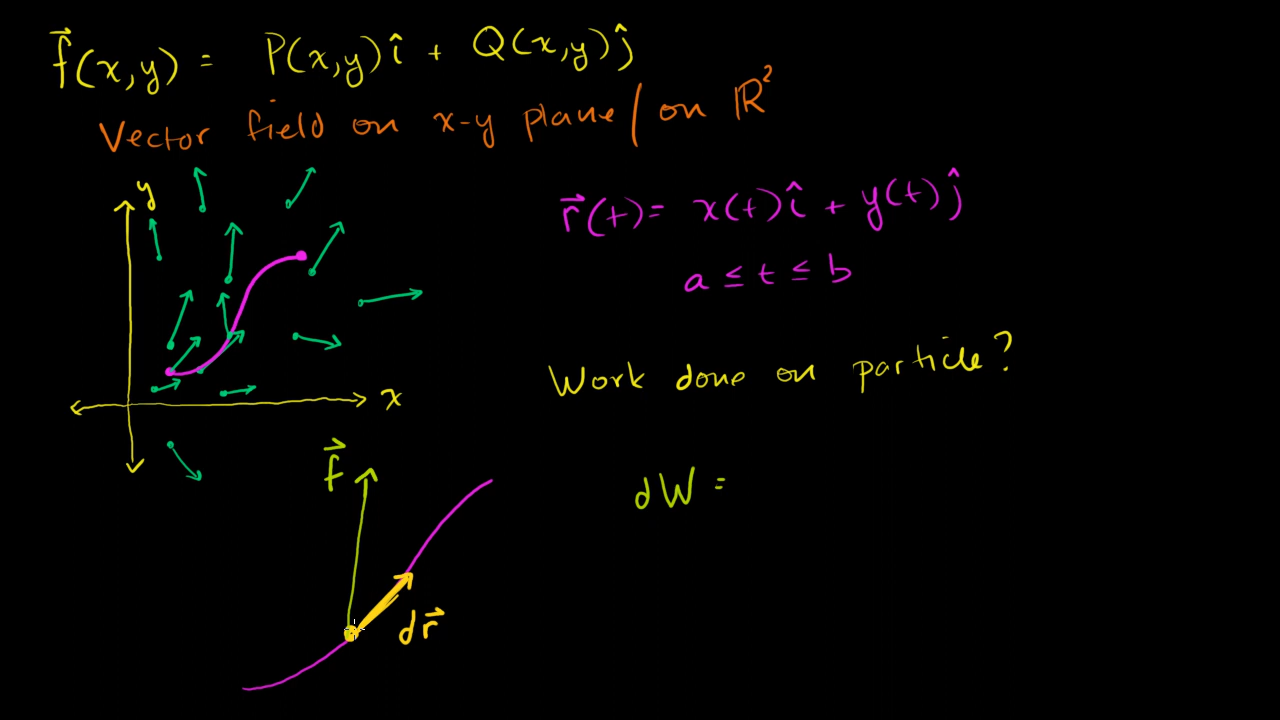 f⃗(x,y) = P(x,y)î + Q(x,y)ĵ
Vector field on x-y plane/on ℝ²
y
r⃗(t) = x(t)î + y(t)ĵ
a ≤ t ≤ b
Work done on particle?
x
f⃗
dW =
dr⃗